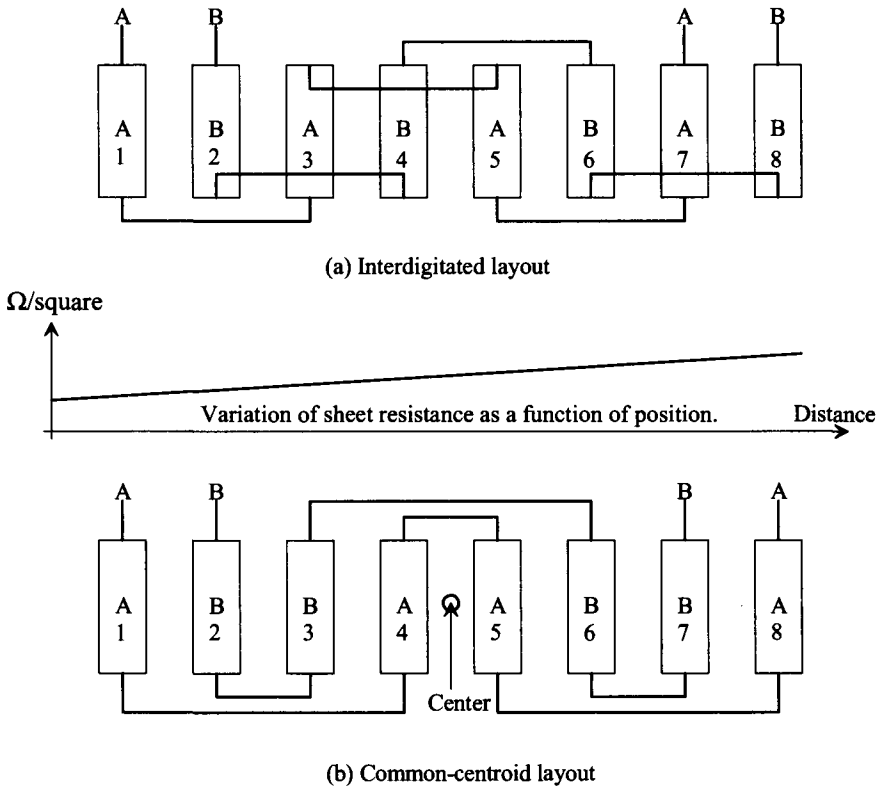 A B A B
A B A B A B A B
1 2 3 4 5 6 7 8
(a) Interdigitated layout
Ω/square
Variation of sheet resistance as a function of position. Distance
A B B A
A B B A A B B A
1 2 3 4 5 6 7 8
Center
(b) Common-centroid layout